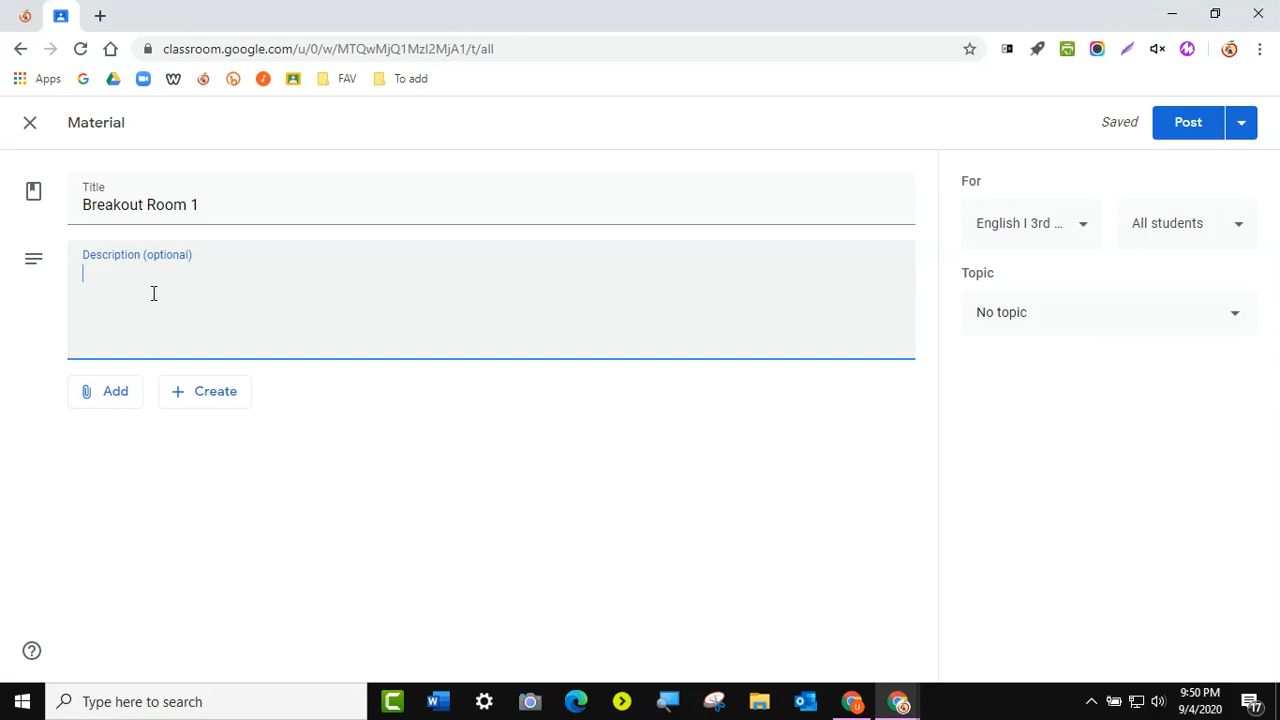 classroom.google.com/u/0/w/MTQwMjQ1MzI2MjA1/t/all
Apps
FAV
To add
Material
Saved
Post
Title
Breakout Room 1
Description (optional)
Add
Create
For
English I 3rd ...
All students
Topic
No topic
Type here to search
9:50 PM
9/4/2020
17